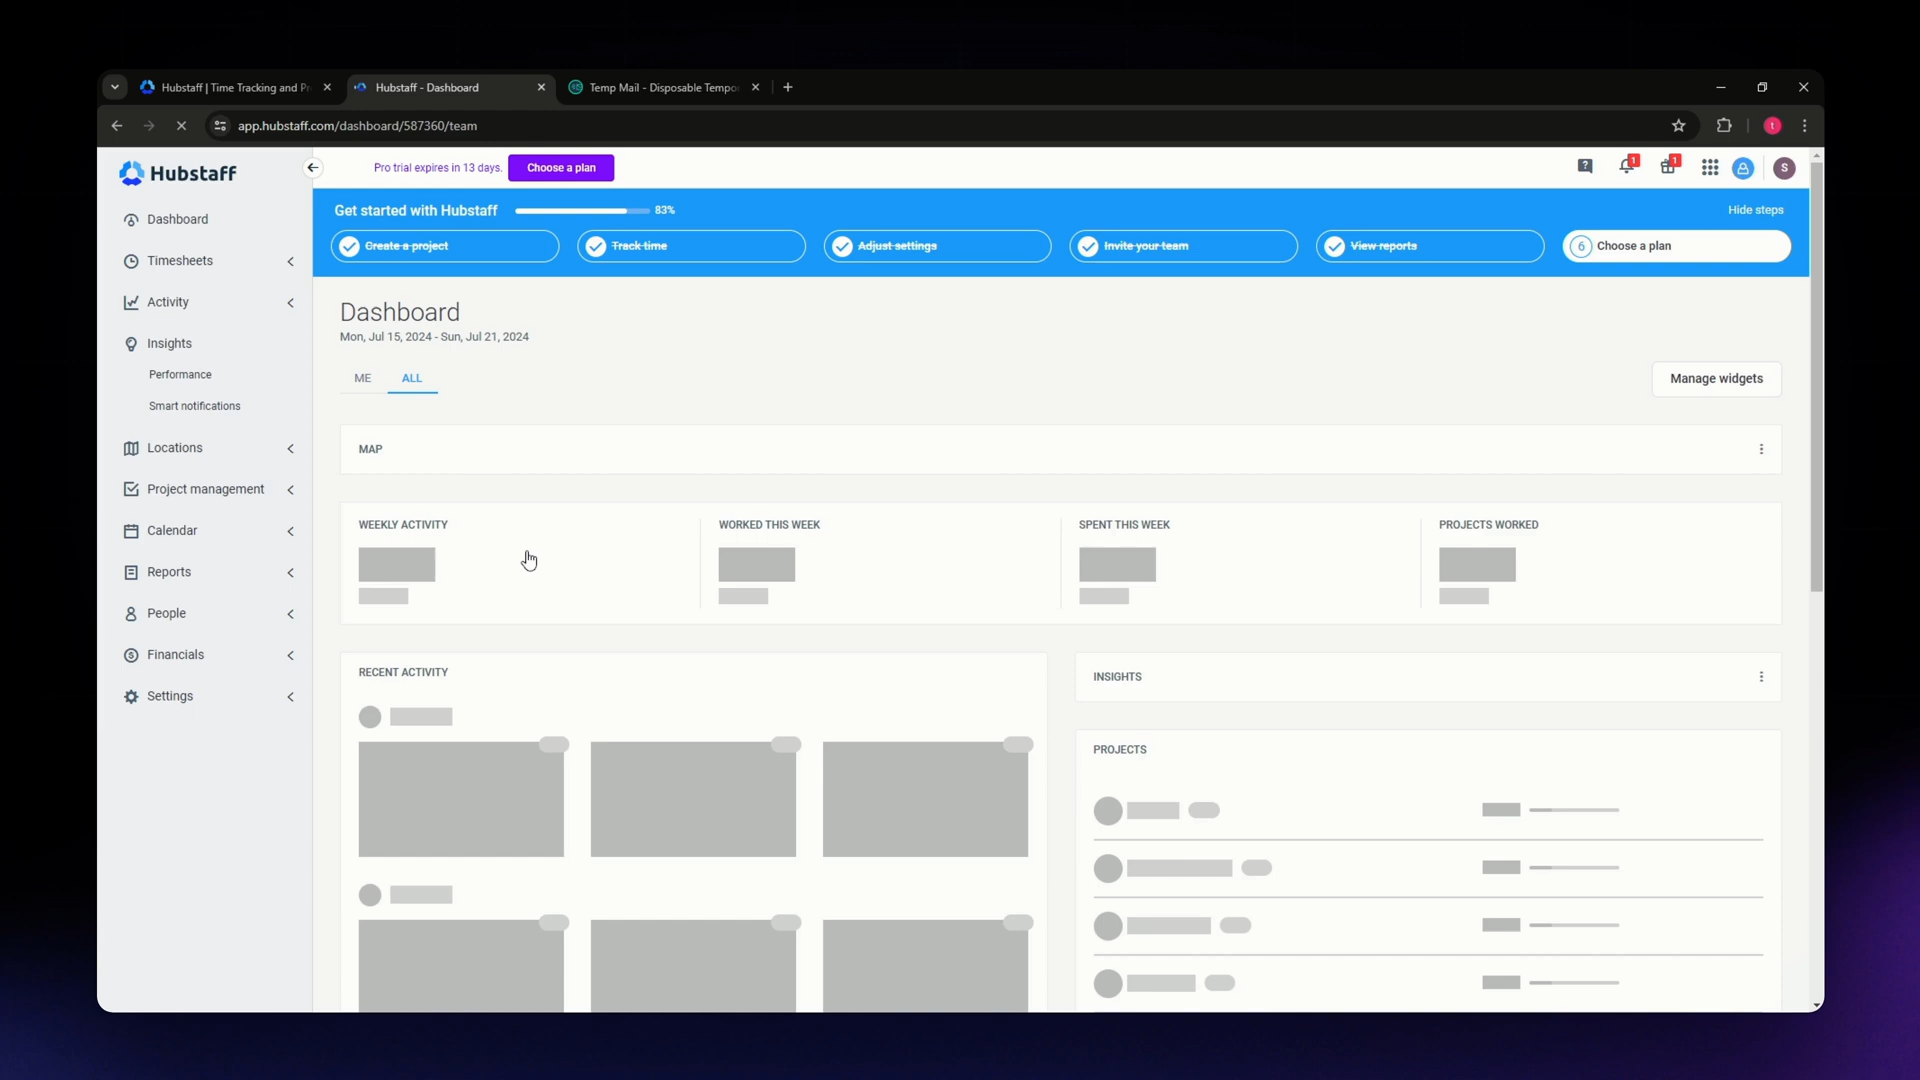 Hubstaff | Time Tracking and Pr
Hubstaff - Dashboard
Temp Mail - Disposable Tempo
app.hubstaff.com/dashboard/587360/team
t
Hubstaff
Pro trial expires in 13 days.
Choose a plan
?
1
1
S
Get started with Hubstaff
83%
Hide steps
Create a project
Track time
Adjust settings
Invite your team
View reports
6 Choose a plan
Dashboard
Timesheets
Activity
Insights
Performance
Smart notifications
Locations
Project management
Calendar
Reports
People
Financials
Settings
Dashboard
Mon, Jul 15, 2024 - Sun, Jul 21, 2024
ME
ALL
Manage widgets
MAP
WEEKLY ACTIVITY
WORKED THIS WEEK
SPENT THIS WEEK
PROJECTS WORKED
RECENT ACTIVITY
INSIGHTS
PROJECTS